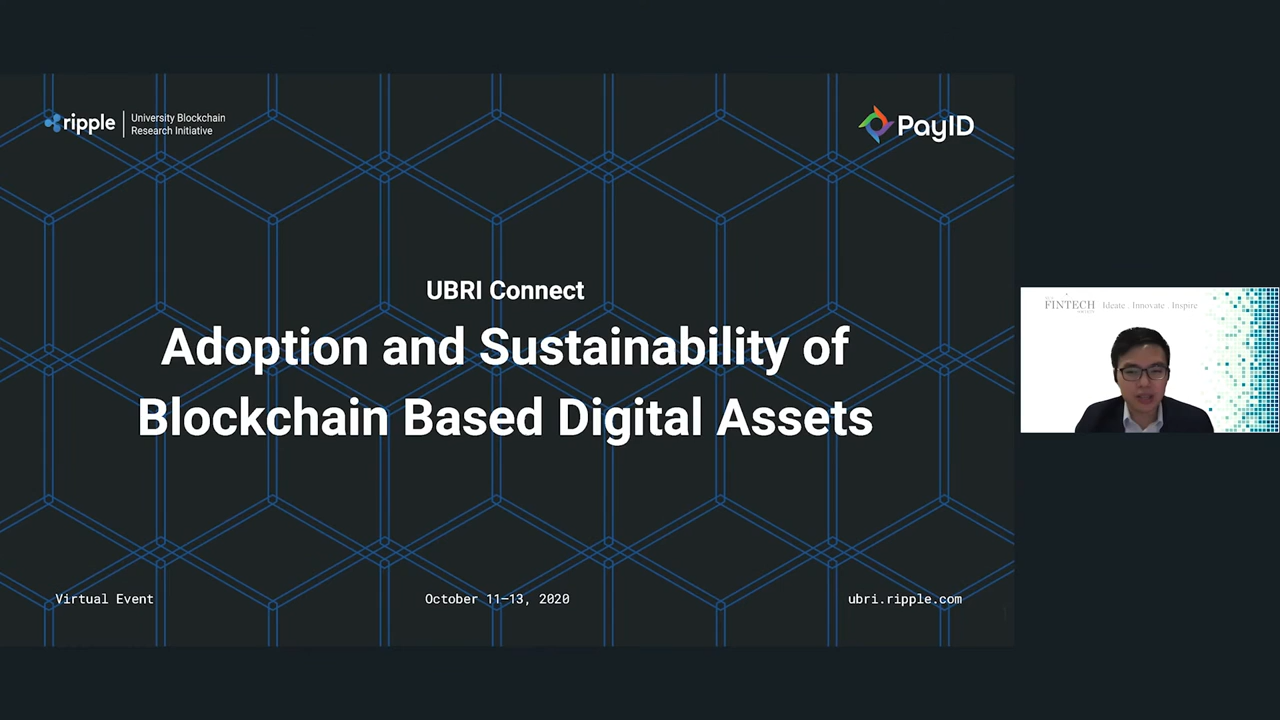 ripple
University Blockchain
Research Initiative
PayID
UBRI Connect
Adoption and Sustainability of
Blockchain Based Digital Assets
Virtual Event
October 11–13, 2020
ubri.ripple.com
FINTECH
Ideate . Innovate . Inspire